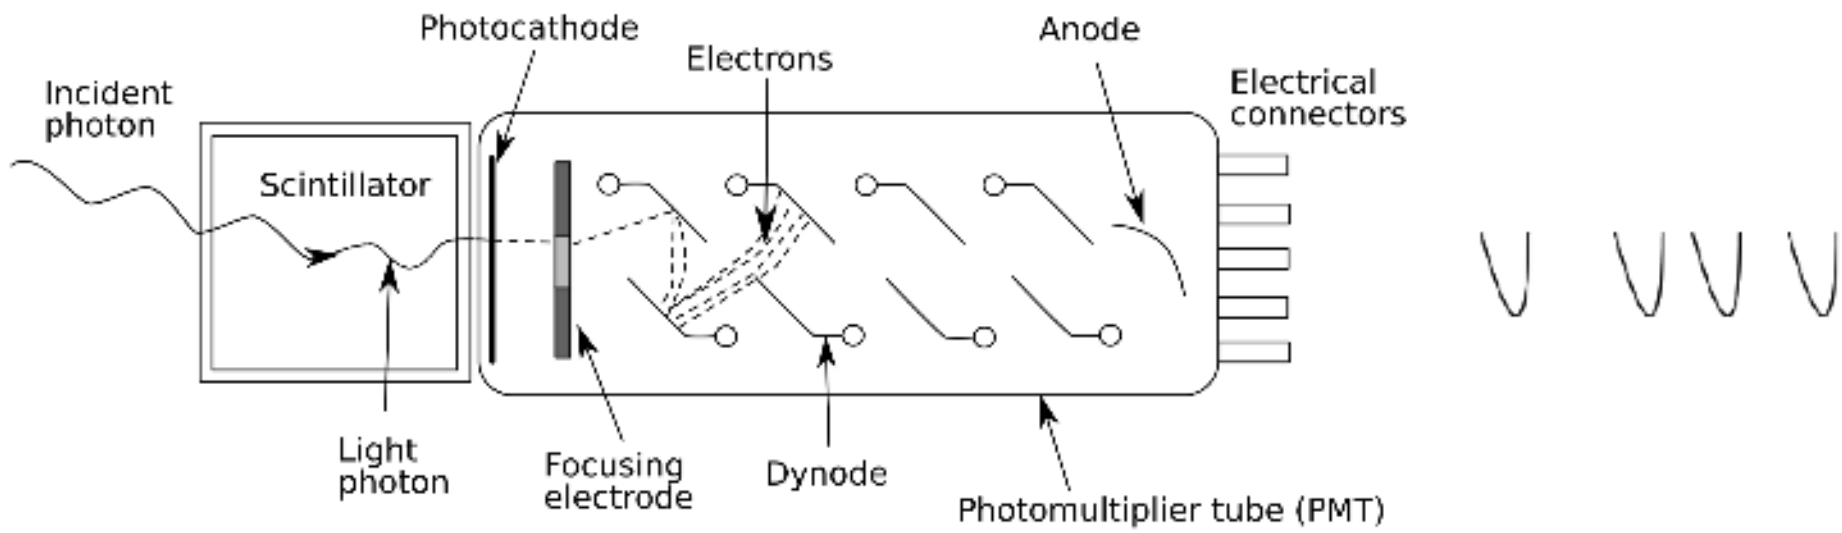 Photocathode
Anode
Electrons
Electrical
connectors
Incident
photon
Scintillator
Light
photon
Focusing
electrode
Dynode
Photomultiplier tube (PMT)